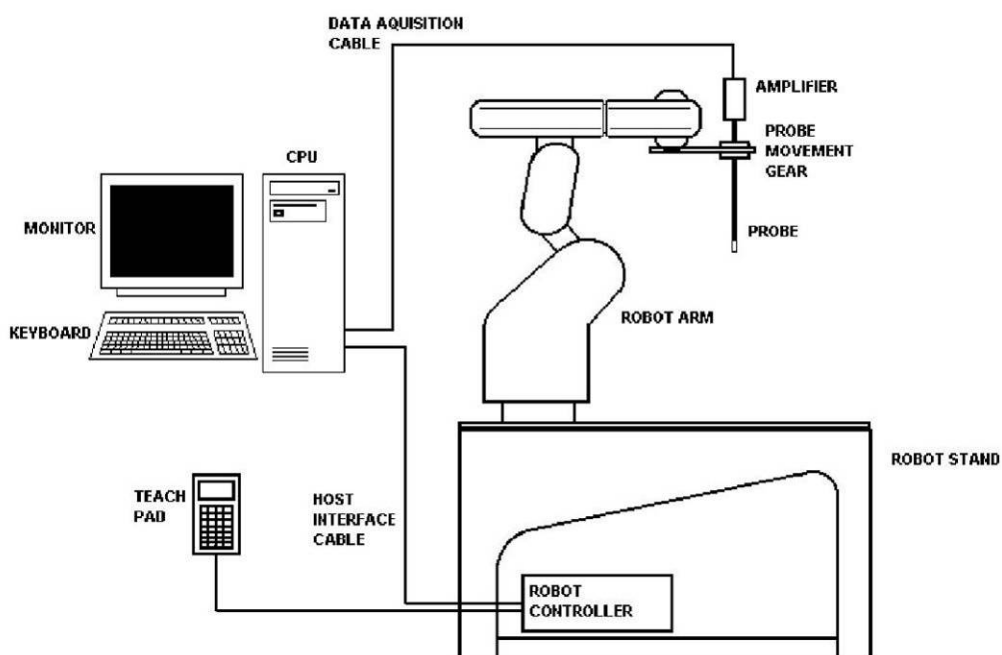 DATA AQUISITION
CABLE
AMPLIFIER
PROBE
MOVEMENT
GEAR
CPU
MONITOR
PROBE
KEYBOARD
ROBOT ARM
ROBOT STAND
TEACH
PAD
HOST
INTERFACE
CABLE
ROBOT
CONTROLLER